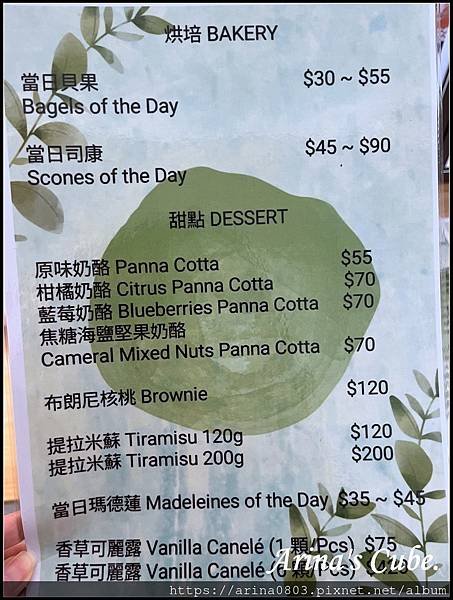 烘培 BAKERY
當日貝果 $30 ~ $55
Bagels of the Day
當日司康 $45 ~ $90
Scones of the Day
甜點 DESSERT
原味奶酪 Panna Cotta $55
柑橘奶酪 Citrus Panna Cotta $70
藍莓奶酪 Blueberries Panna Cotta $70
焦糖海鹽堅果奶酪
Cameral Mixed Nuts Panna Cotta $70
布朗尼核桃 Brownie $120
提拉米蘇 Tiramisu 120g $120
提拉米蘇 Tiramisu 200g $200
當日瑪德蓮 Madeleines of the Day $35 ~ $45
香草可麗露 Vanilla Canelé (1 顆/Pcs) $75
香草可麗露 Vanilla Canelé 顆/Pcs)
Arina's Cube.
https://arina0803.pixnet.net/album